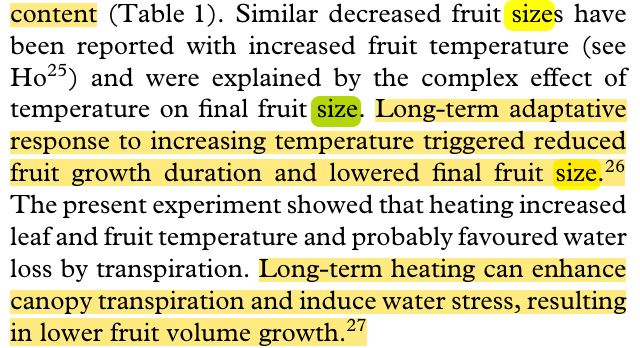 content (Table 1). Similar decreased fruit sizes have
been reported with increased fruit temperature (see
Ho²⁵) and were explained by the complex effect of
temperature on final fruit size. Long-term adaptative
response to increasing temperature triggered reduced
fruit growth duration and lowered final fruit size.²⁶
The present experiment showed that heating increased
leaf and fruit temperature and probably favoured water
loss by transpiration. Long-term heating can enhance
canopy transpiration and induce water stress, resulting
in lower fruit volume growth.²⁷